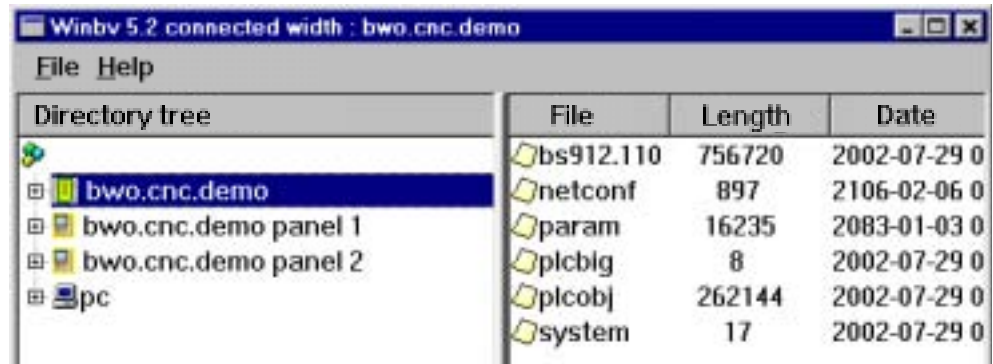 Winbv 5.2 connected width : bwo.cnc.demo
File Help
Directory tree
bwo.cnc.demo
bwo.cnc.demo panel 1
bwo.cnc.demo panel 2
pc
File Length Date
bs912.110 756720 2002-07-29 0
netconf 897 2106-02-06 0
param 16235 2083-01-03 0
plcbig 8 2002-07-29 0
plcobj 262144 2002-07-29 0
system 17 2002-07-29 0